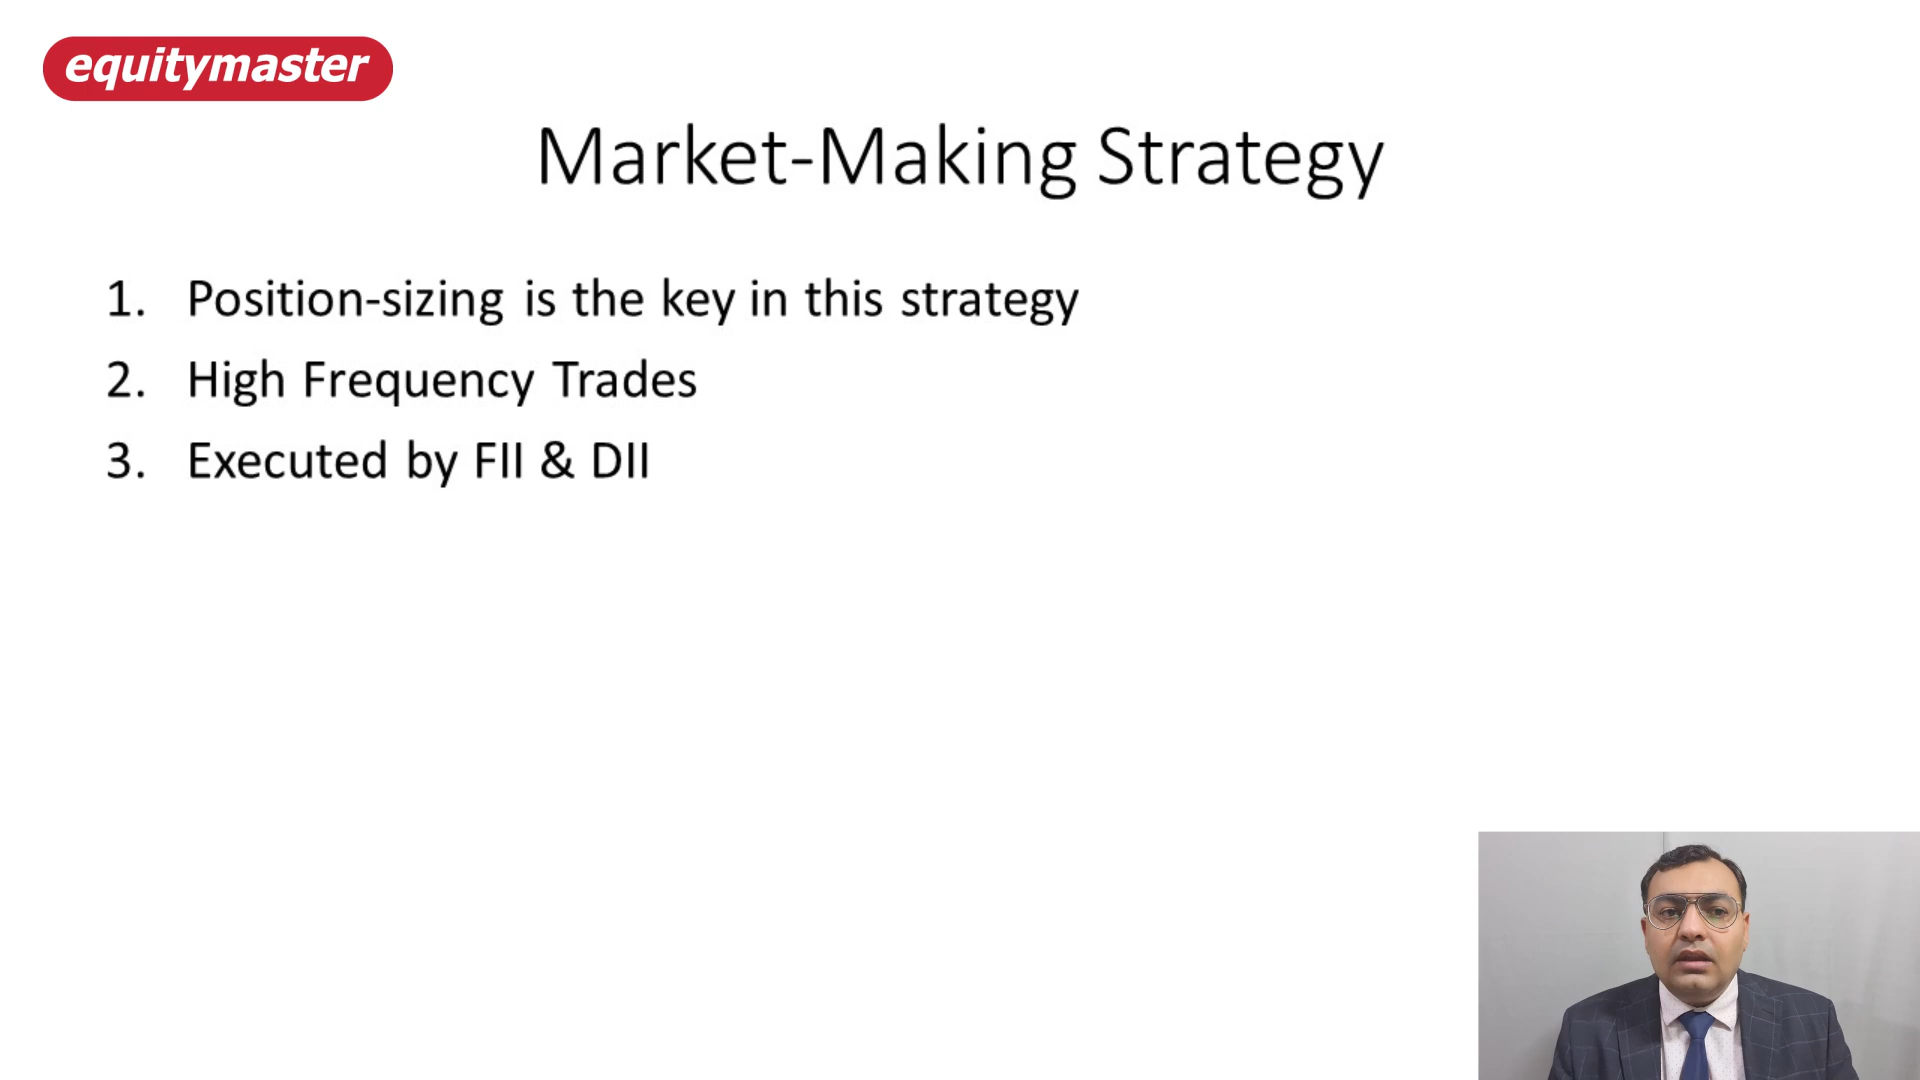 equitymaster
Market-Making Strategy
1. Position-sizing is the key in this strategy
2. High Frequency Trades
3. Executed by FII & DII